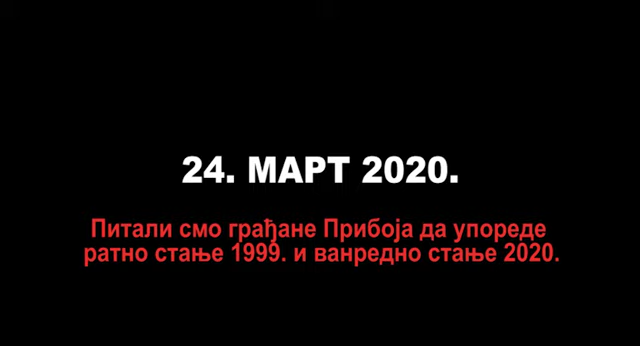 24. МАРТ 2020.
Питали смо грађане Прибоја да упореде
ратно стање 1999. и ванредно стање 2020.